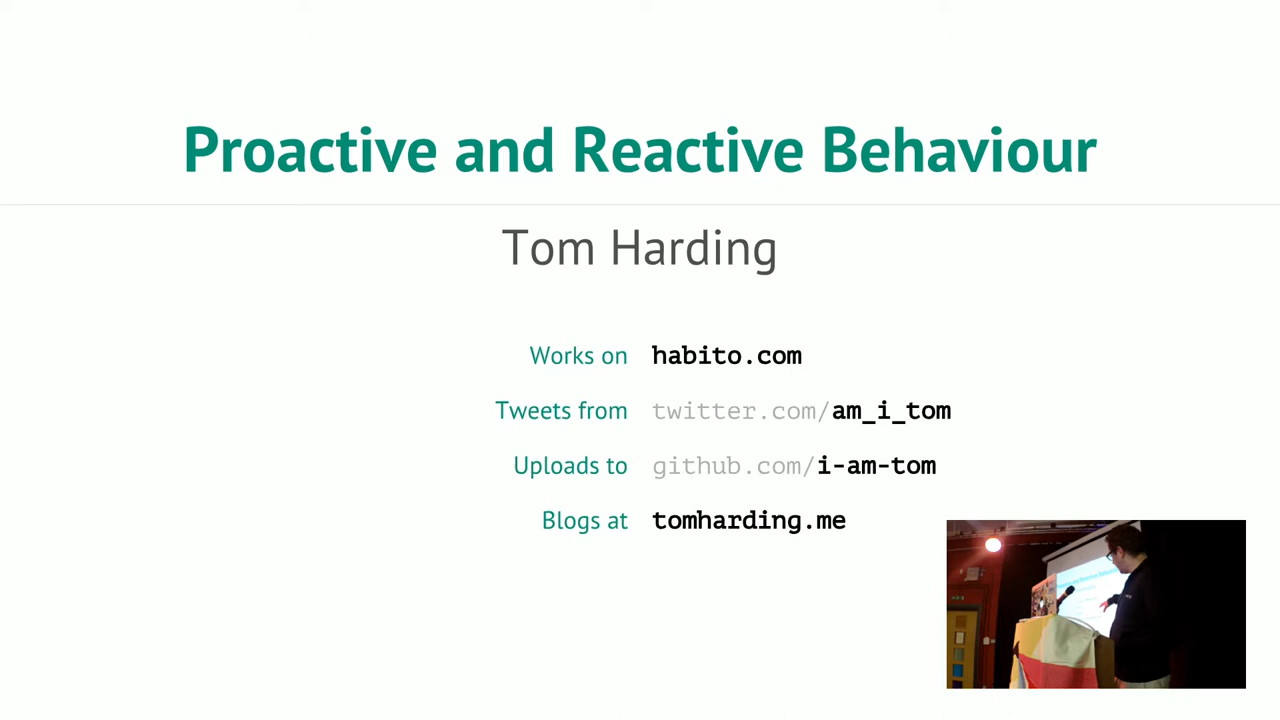 Proactive and Reactive Behaviour
Tom Harding
Works on habito.com
Tweets from twitter.com/am_i_tom
Uploads to github.com/i-am-tom
Blogs at tomharding.me